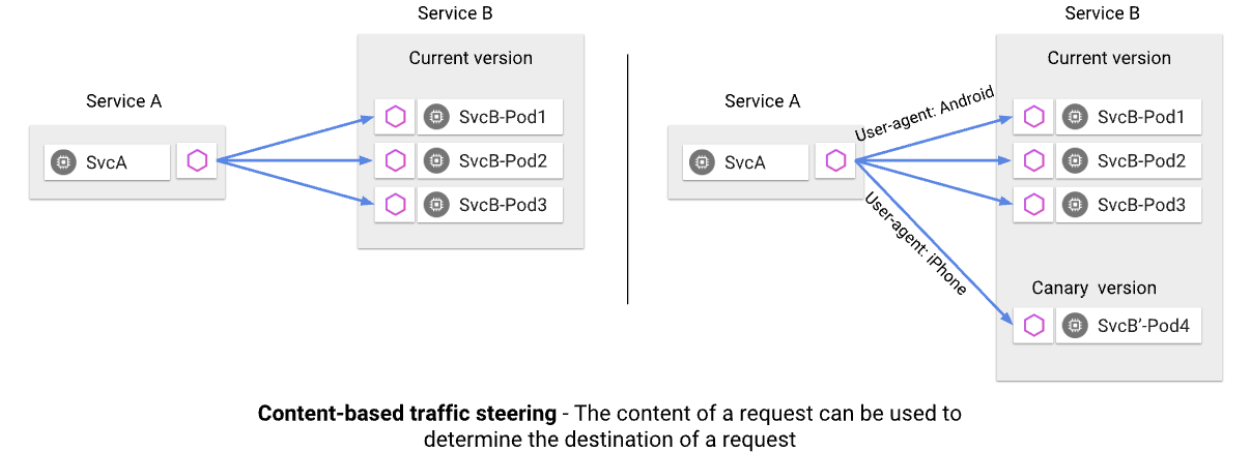 Service B
Current version
Service A
SvcA
SvcB-Pod1
SvcB-Pod2
SvcB-Pod3
Service B
Current version
Service A
SvcA
User-agent: Android
User-agent: iPhone
SvcB-Pod1
SvcB-Pod2
SvcB-Pod3
Canary version
SvcB’-Pod4
Content-based traffic steering - The content of a request can be used to
determine the destination of a request